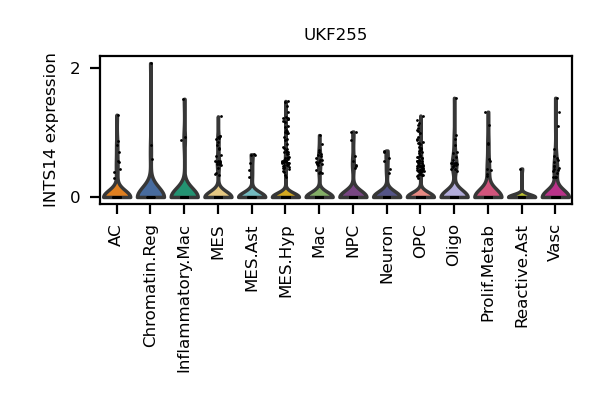 UKF255
INTS14 expression
2
0
AC
Chromatin.Reg
Inflammatory.Mac
MES
MES.Ast
MES.Hyp
Mac
NPC
Neuron
OPC
Oligo
Prolif.Metab
Reactive.Ast
Vasc